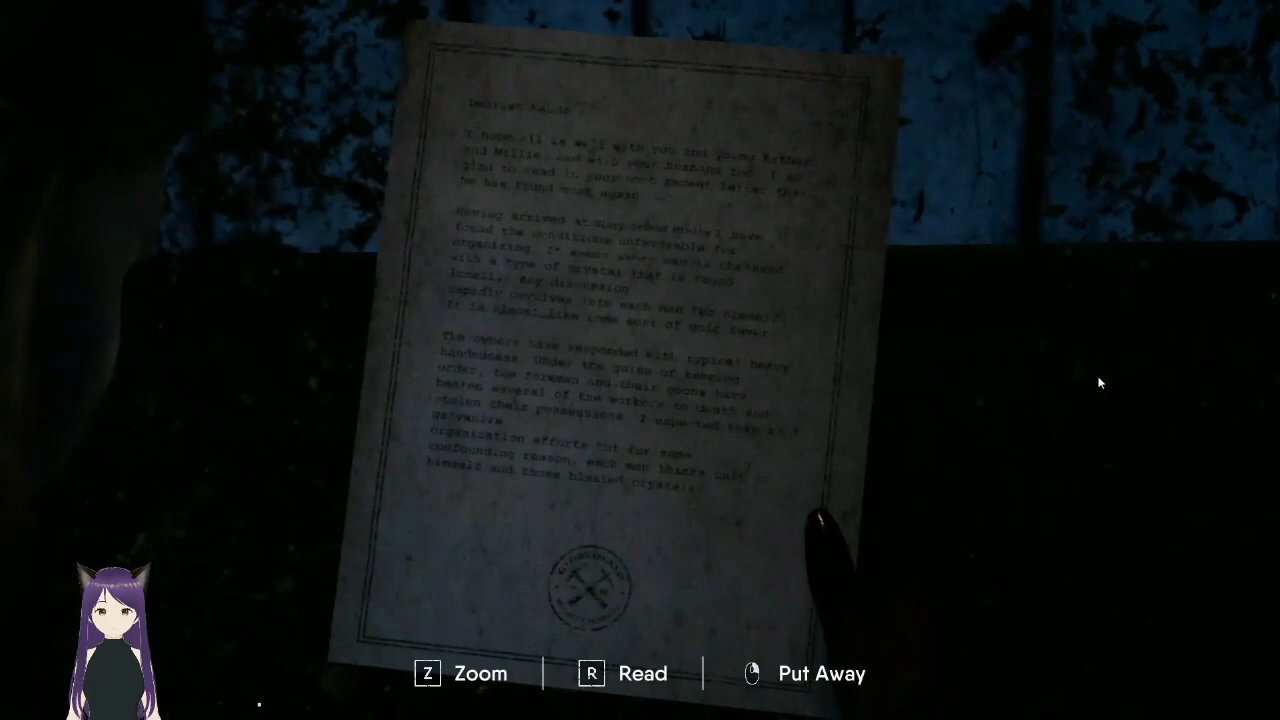 Dearest Maude
I hope all is well with you and young Arthur
and Millie, and with your husband too. I am
glad to read in your most recent letter that
he has found work again
Having arrived at I have
found the conditions unfavorable for
organizing. It seems every man is obsessed
with a type of crystal that is found
locally. Any discussion
rapidly devolves into each man for himself
It is almost like some sort of gold fever
The owners have responded with typical heavy
handedness. Under the guise of keeping
order, the foreman and their goons have
beaten several of the workers to death and
stolen their possessions. I expected this to
galvanize
organization efforts but for some
confounding reason, each man thinks only
himself and those blasted crystals.
Z Zoom
R Read
Put Away